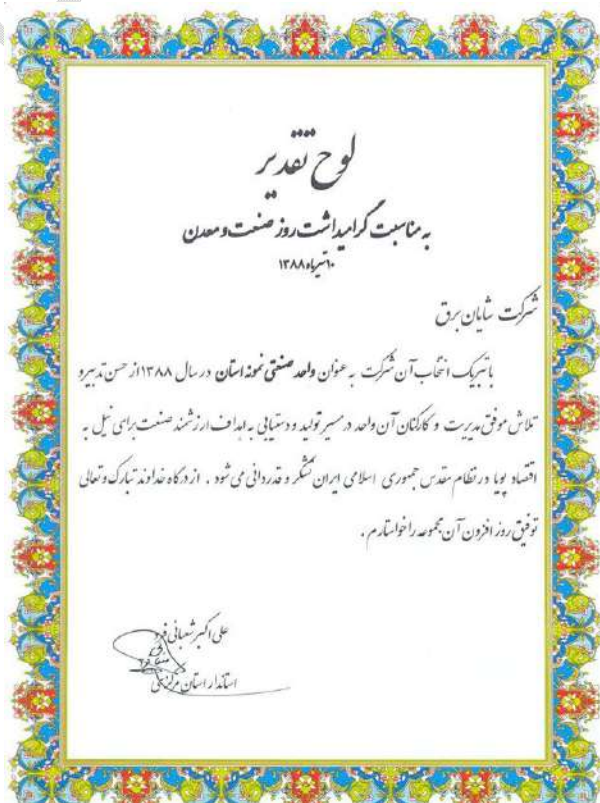 لوح تقدیر
به مناسبت گرامیداشت روز صنعت و معدن
۱۰ تیرماه ۱۳۸۸
شرکت شایان برق
با تبریک انتخاب آن شرکت به عنوان واحد صنعتی نمونه استان در سال ۱۳۸۸ از حسن تدبیر و
تلاش موفق مدیریت و کارکنان آن واحد در مسیر تولید و دستیابی به اهداف ارزشمند صنعت برای نیل به
اقتصاد پویا در نظام مقدس جمهوری اسلامی ایران تشکر و قدردانی می شود . از درگاه خداوند تبارک و تعالی
توفیق روز افزون آن مجموعه را خواستارم .
علی اکبر شعبانی فرد
استاندار استان مرکزی